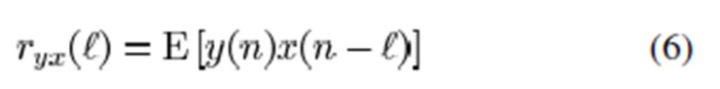 r_{yx}(ℓ) = E [y(n)x(n − ℓ)] (6)